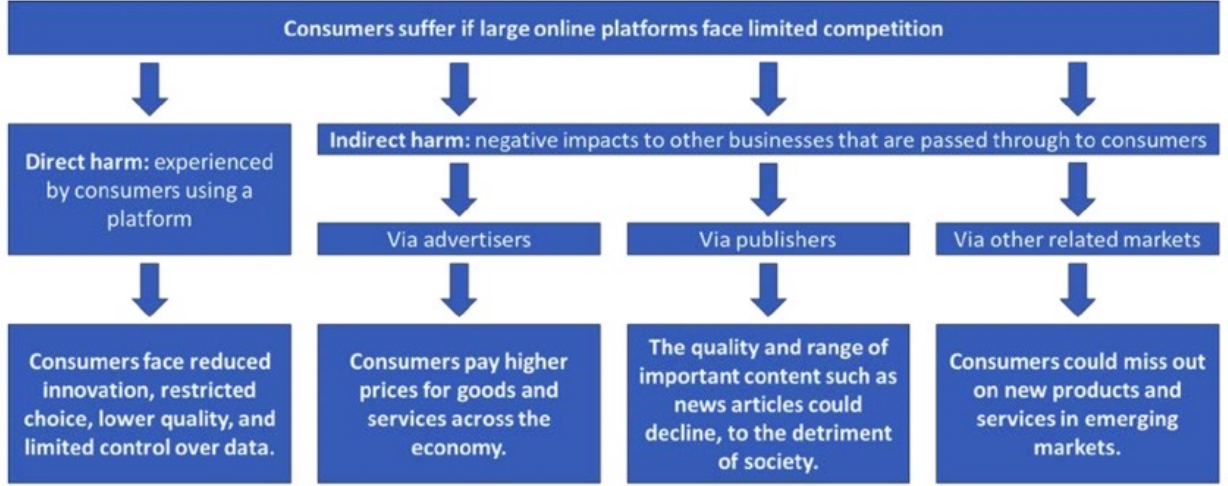 Consumers suffer if large online platforms face limited competition
Direct harm: experienced
by consumers using a
platform
Indirect harm: negative impacts to other businesses that are passed through to consumers
Via advertisers
Via publishers
Via other related markets
Consumers face reduced
innovation, restricted
choice, lower quality, and
limited control over data.
Consumers pay higher
prices for goods and
services across the
economy.
The quality and range of
important content such as
news articles could
decline, to the detriment
of society.
Consumers could miss out
on new products and
services in emerging
markets.